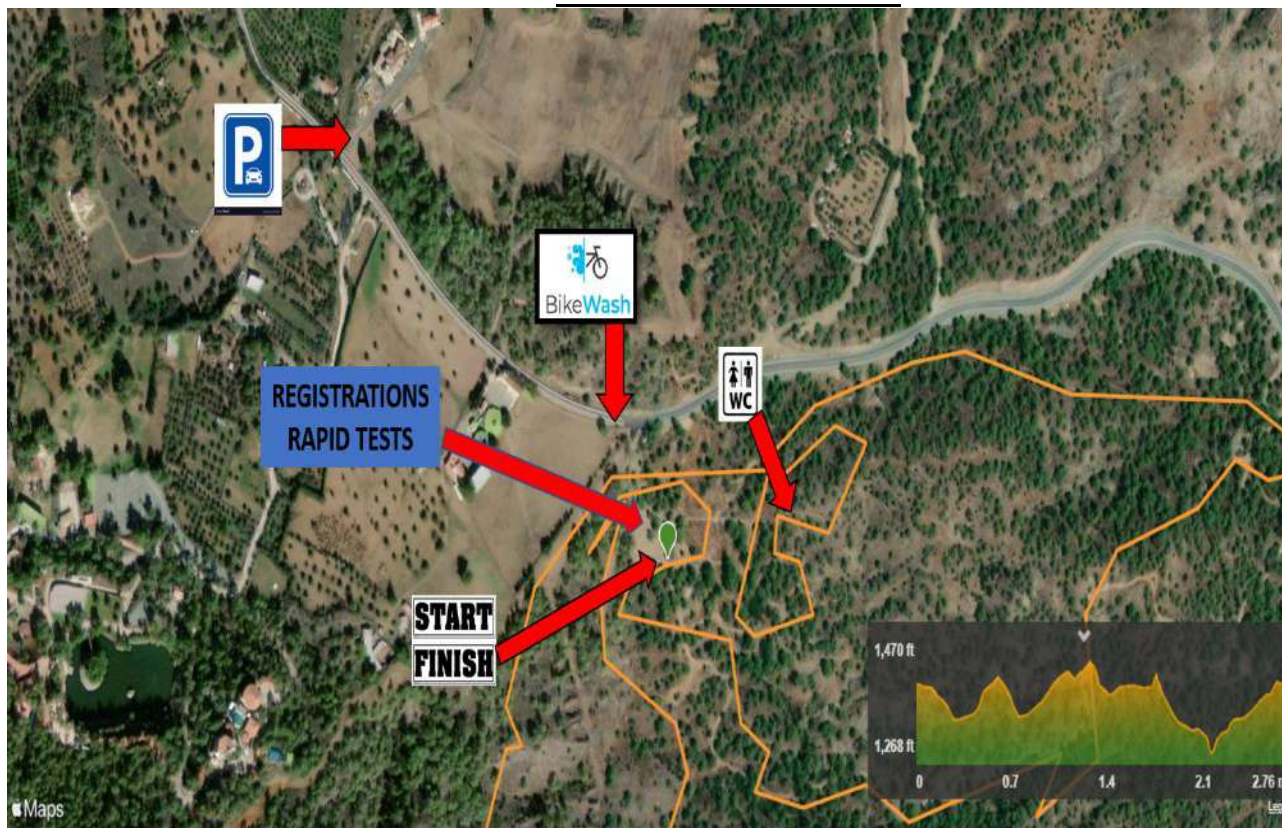 P
BikeWash
WC
REGISTRATIONS
RAPID TESTS
START
FINISH
1,470 ft
1,268 ft
0 0.7 1.4 2.1 2.76
Maps